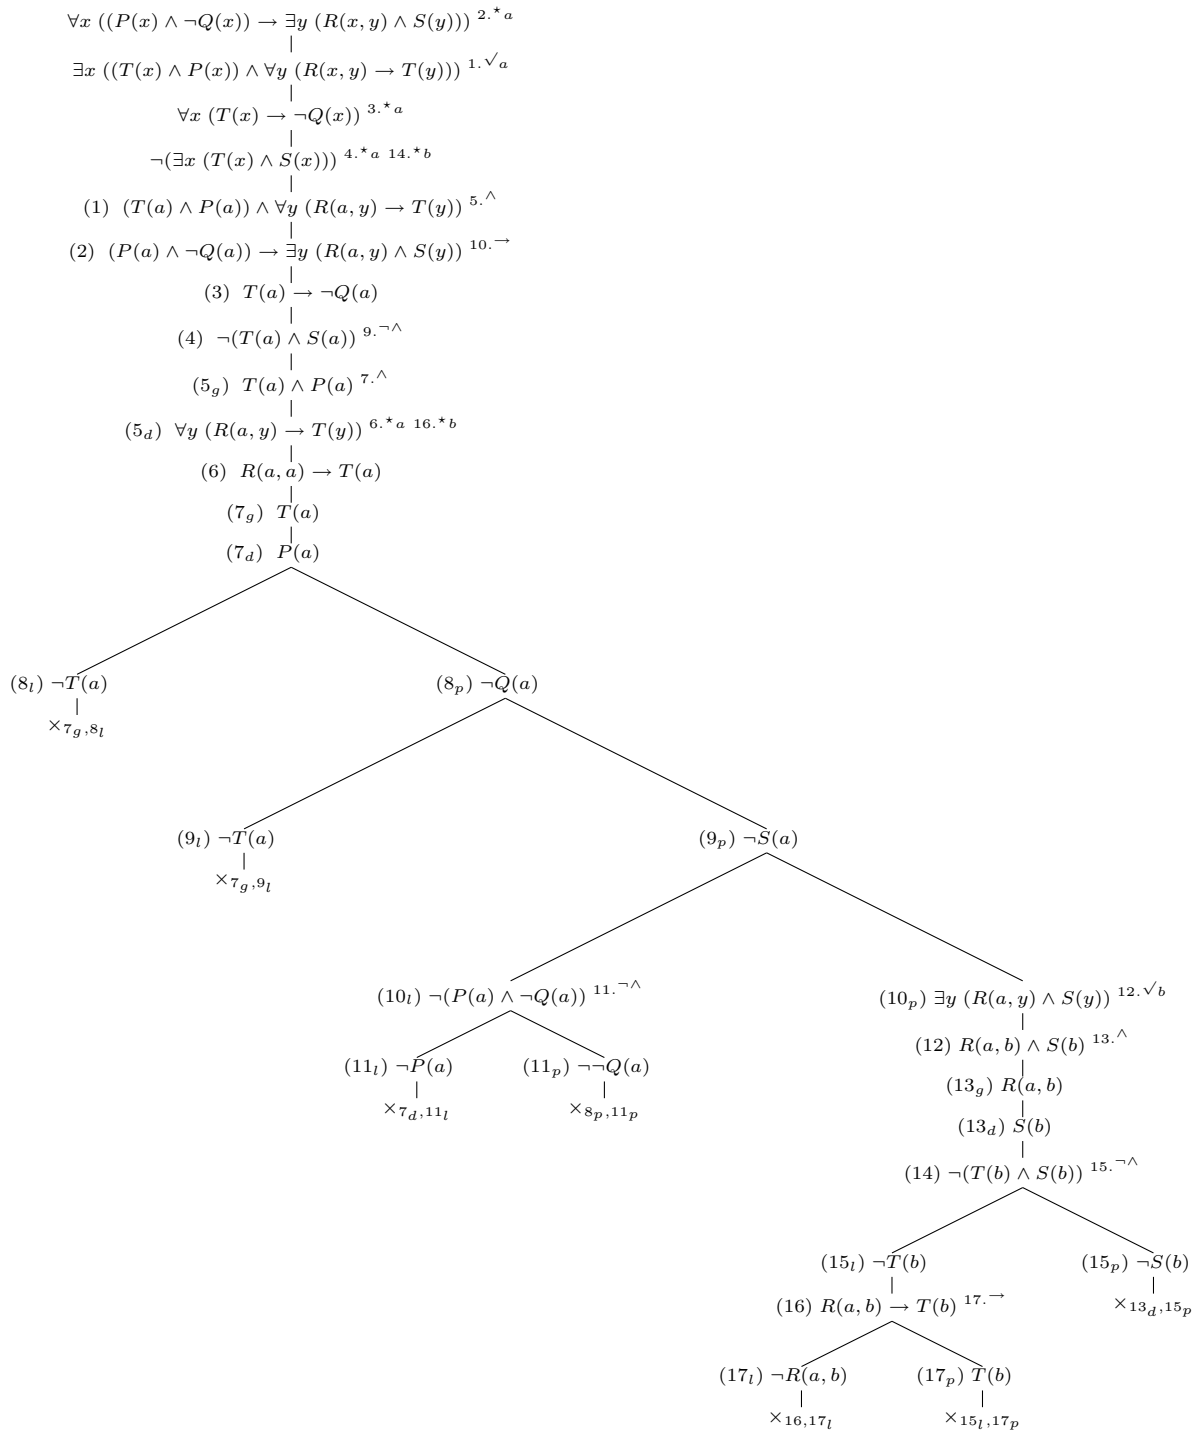 ∀x ((P(x) ∧ ¬Q(x)) → ∃y (R(x, y) ∧ S(y))) 2.⋆a
∃x ((T(x) ∧ P(x)) ∧ ∀y (R(x, y) → T(y))) 1.√a
∀x (T(x) → ¬Q(x)) 3.⋆a
¬(∃x (T(x) ∧ S(x))) 4.⋆a 14.⋆b
(1) (T(a) ∧ P(a)) ∧ ∀y (R(a, y) → T(y)) 5.∧
(2) (P(a) ∧ ¬Q(a)) → ∃y (R(a, y) ∧ S(y)) 10.→
(3) T(a) → ¬Q(a)
(4) ¬(T(a) ∧ S(a)) 9.¬∧
(5g) T(a) ∧ P(a) 7.∧
(5d) ∀y (R(a, y) → T(y)) 6.⋆a 16.⋆b
(6) R(a, a) → T(a)
(7g) T(a)
(7d) P(a)
(8l) ¬T(a) (8p) ¬Q(a)
×7g,8l
(9l) ¬T(a) (9p) ¬S(a)
×7g,9l
(10l) ¬(P(a) ∧ ¬Q(a)) 11.¬∧ (10p) ∃y (R(a, y) ∧ S(y)) 12.√b
(12) R(a, b) ∧ S(b) 13.∧
(11l) ¬P(a) (11p) ¬¬Q(a)
(13g) R(a, b)
×7d,11l ×8p,11p
(13d) S(b)
(14) ¬(T(b) ∧ S(b)) 15.¬∧
(15l) ¬T(b) (15p) ¬S(b)
(16) R(a, b) → T(b) 17.→ ×13d,15p
(17l) ¬R(a, b) (17p) T(b)
×16,17l ×15l,17p